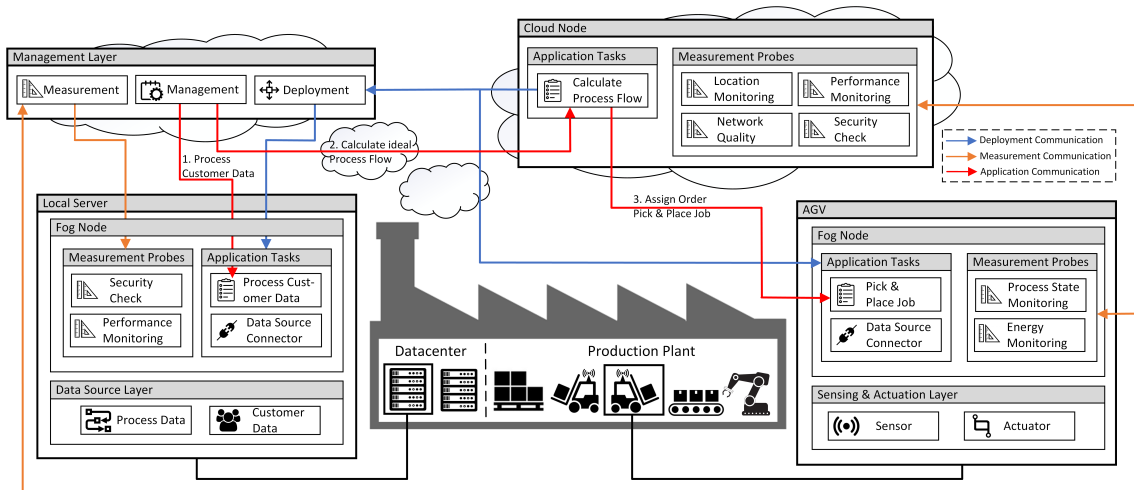 Management Layer
Measurement
Management
Deployment
Cloud Node
Application Tasks
Calculate
Process Flow
Measurement Probes
Location
Monitoring
Performance
Monitoring
Network
Quality
Security
Check
Deployment Communication
Measurement Communication
Application Communication
1. Process
Customer Data
2. Calculate ideal
Process Flow
3. Assign Order
Pick & Place Job
Local Server
Fog Node
Measurement Probes
Security
Check
Performance
Monitoring
Application Tasks
Process Cust-
omer Data
Data Source
Connector
Data Source Layer
Process Data
Customer
Data
Datacenter
Production Plant
AGV
Fog Node
Application Tasks
Pick &
Place Job
Data Source
Connector
Measurement Probes
Process State
Monitoring
Energy
Monitoring
Sensing & Actuation Layer
Sensor
Actuator